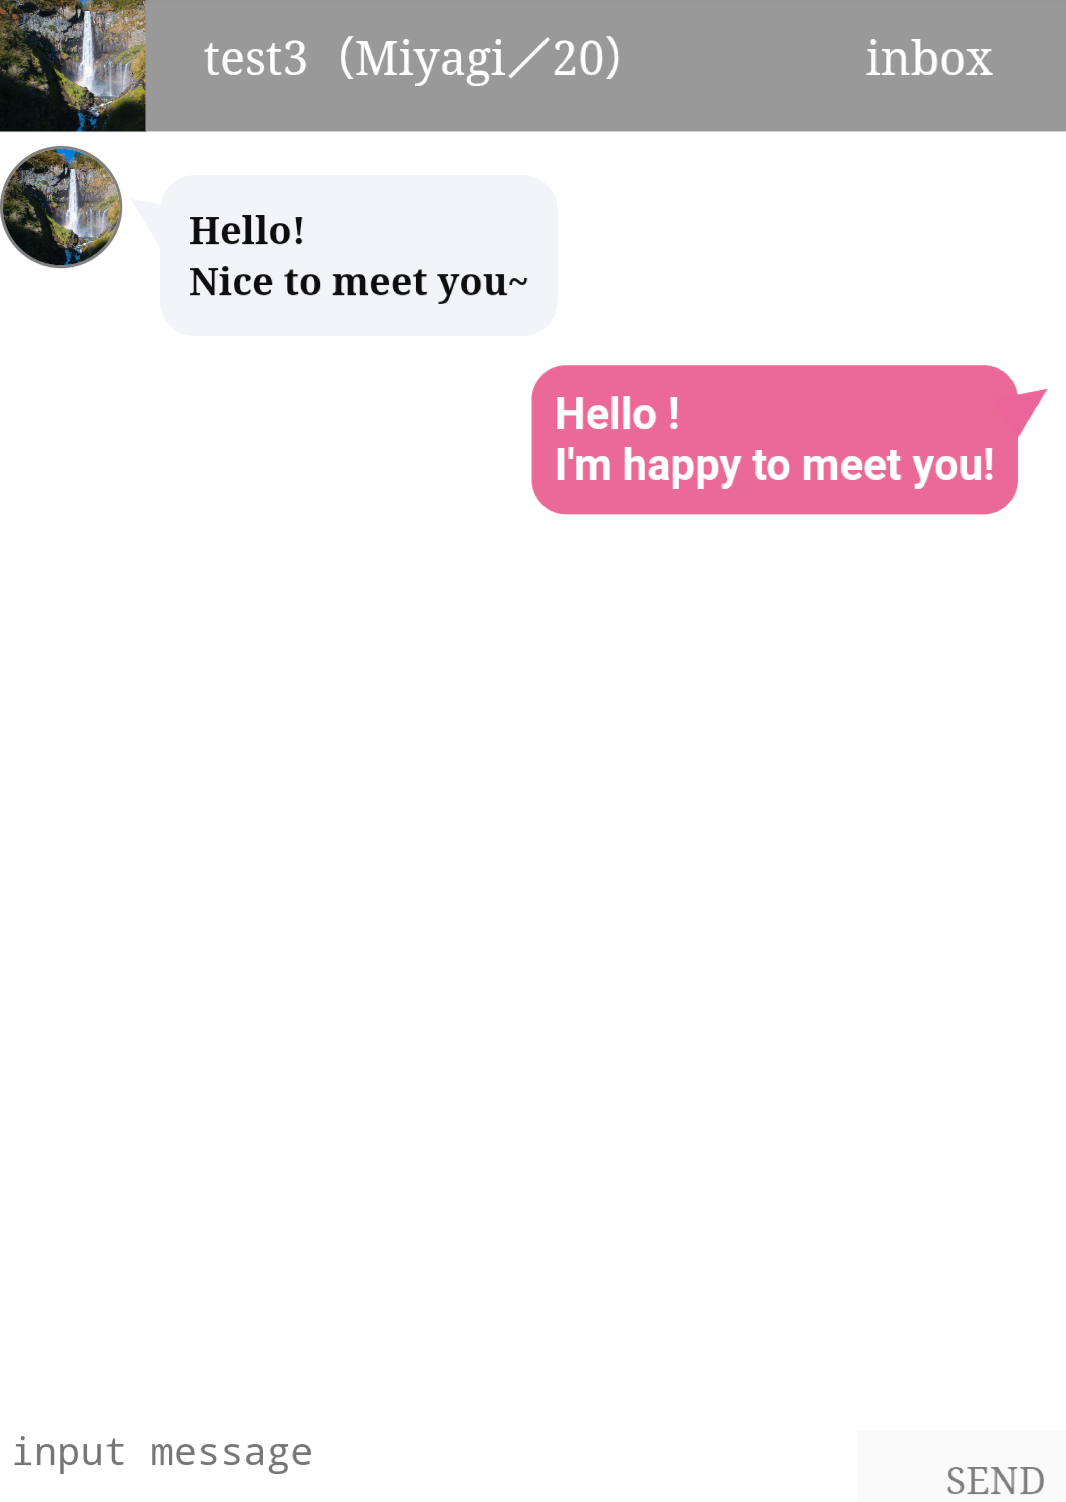 test3（Miyagi／20）
inbox
Hello!
Nice to meet you~
Hello !
I'm happy to meet you!
input message
SEND